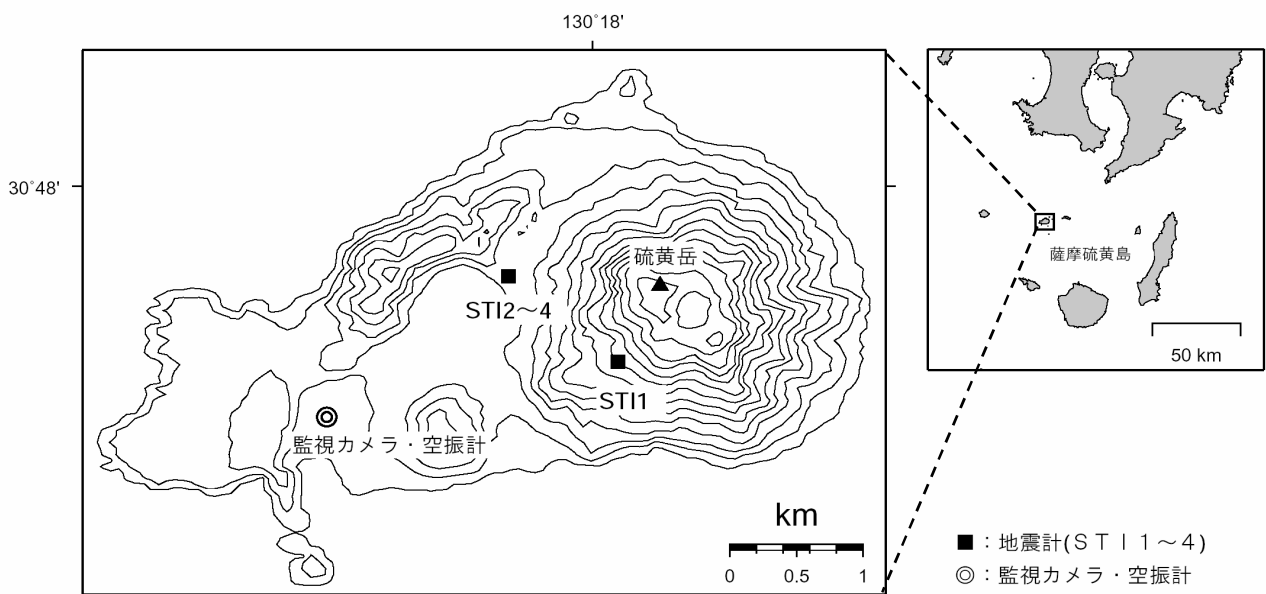 130°18'
30°48'
硫黄岳
STI2～4
STI1
監視カメラ・空振計
km
0 0.5 1
薩摩硫黄島
50 km
■：地震計(ＳＴＩ１～４)
◎：監視カメラ・空振計